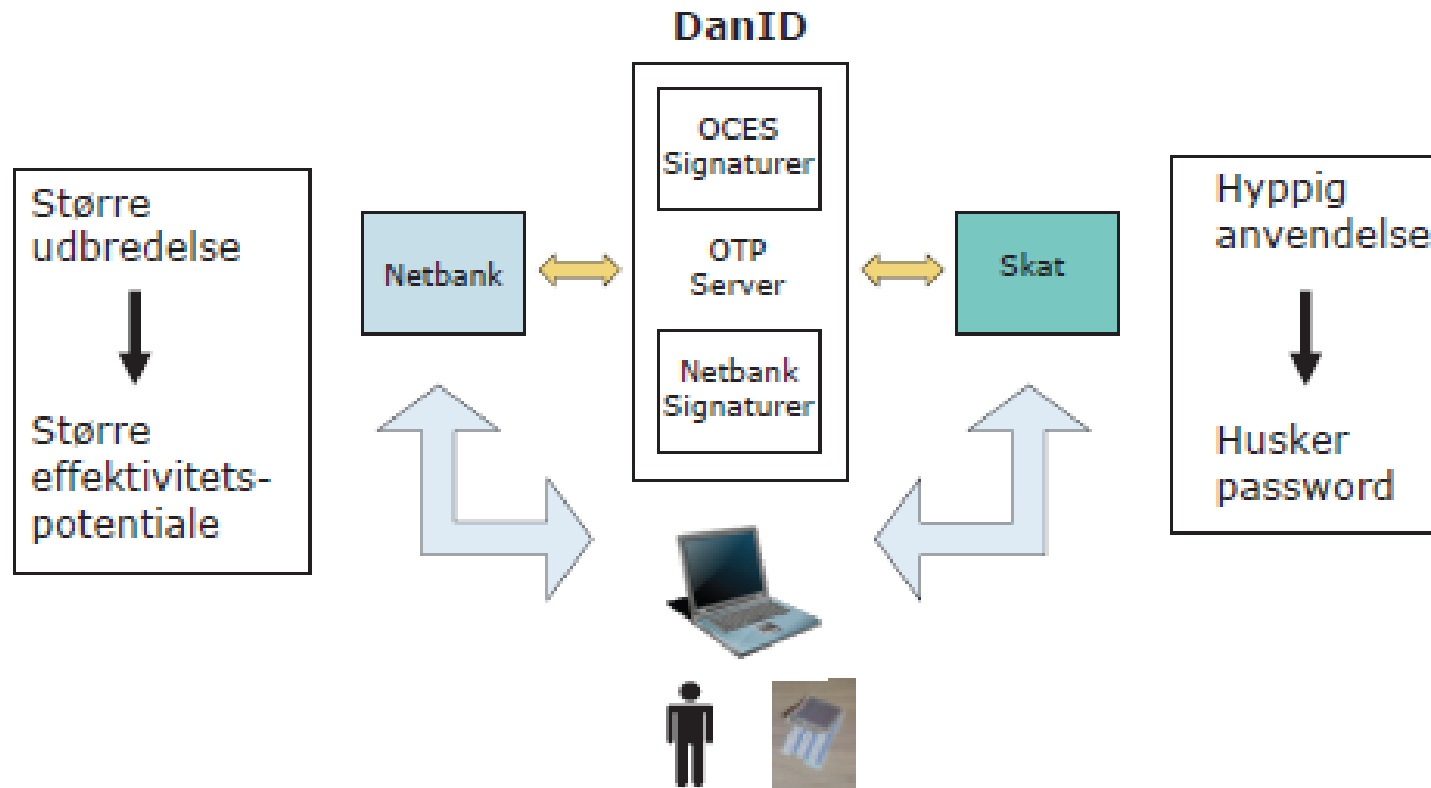 DanID
Større
udbredelse
Større
effektivitets-
potentiale
Netbank
OCES
Signaturer
OTP
Server
Netbank
Signaturer
Skat
Hyppig
anvendelse
Husker
password